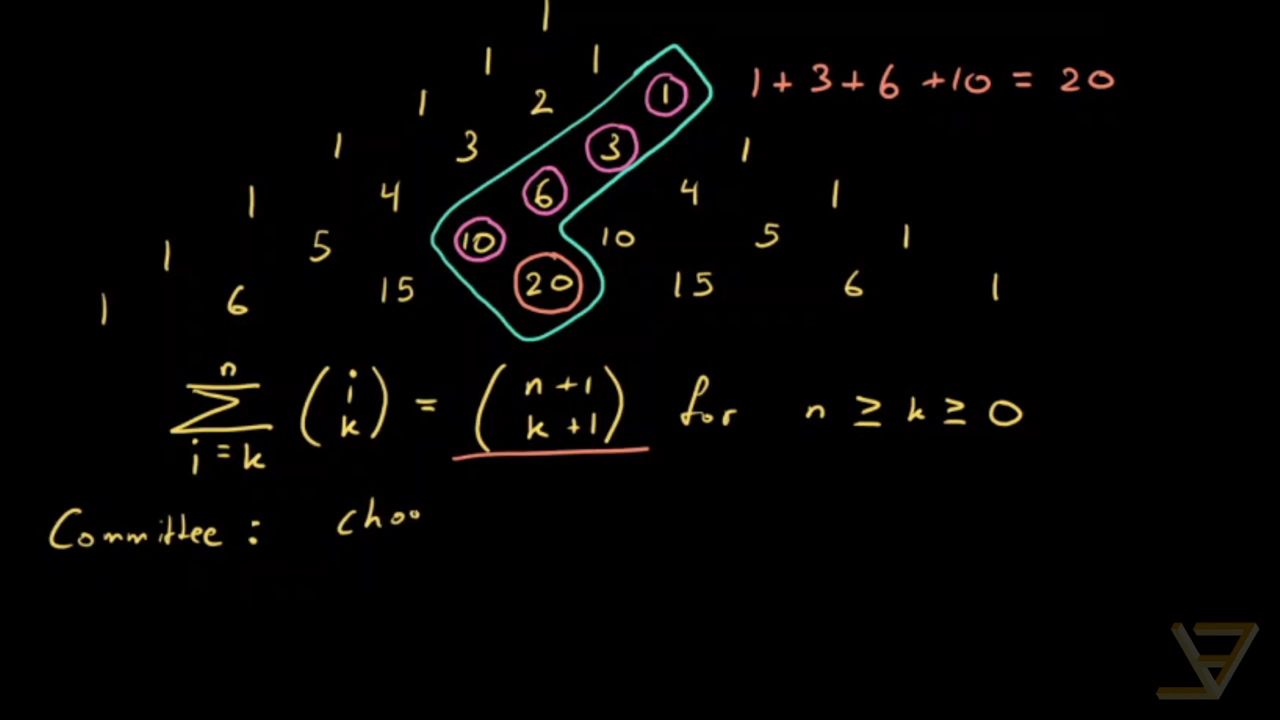 1
1 1
1 2 1 1 + 3 + 6 + 10 = 20
1 3 3 1
1 4 6 4 1
1 5 10 10 5 1
1 6 15 20 15 6 1
n
∑ (i k) = (n+1 k+1) for n ≥ k ≥ 0
i = k
Committee : choo